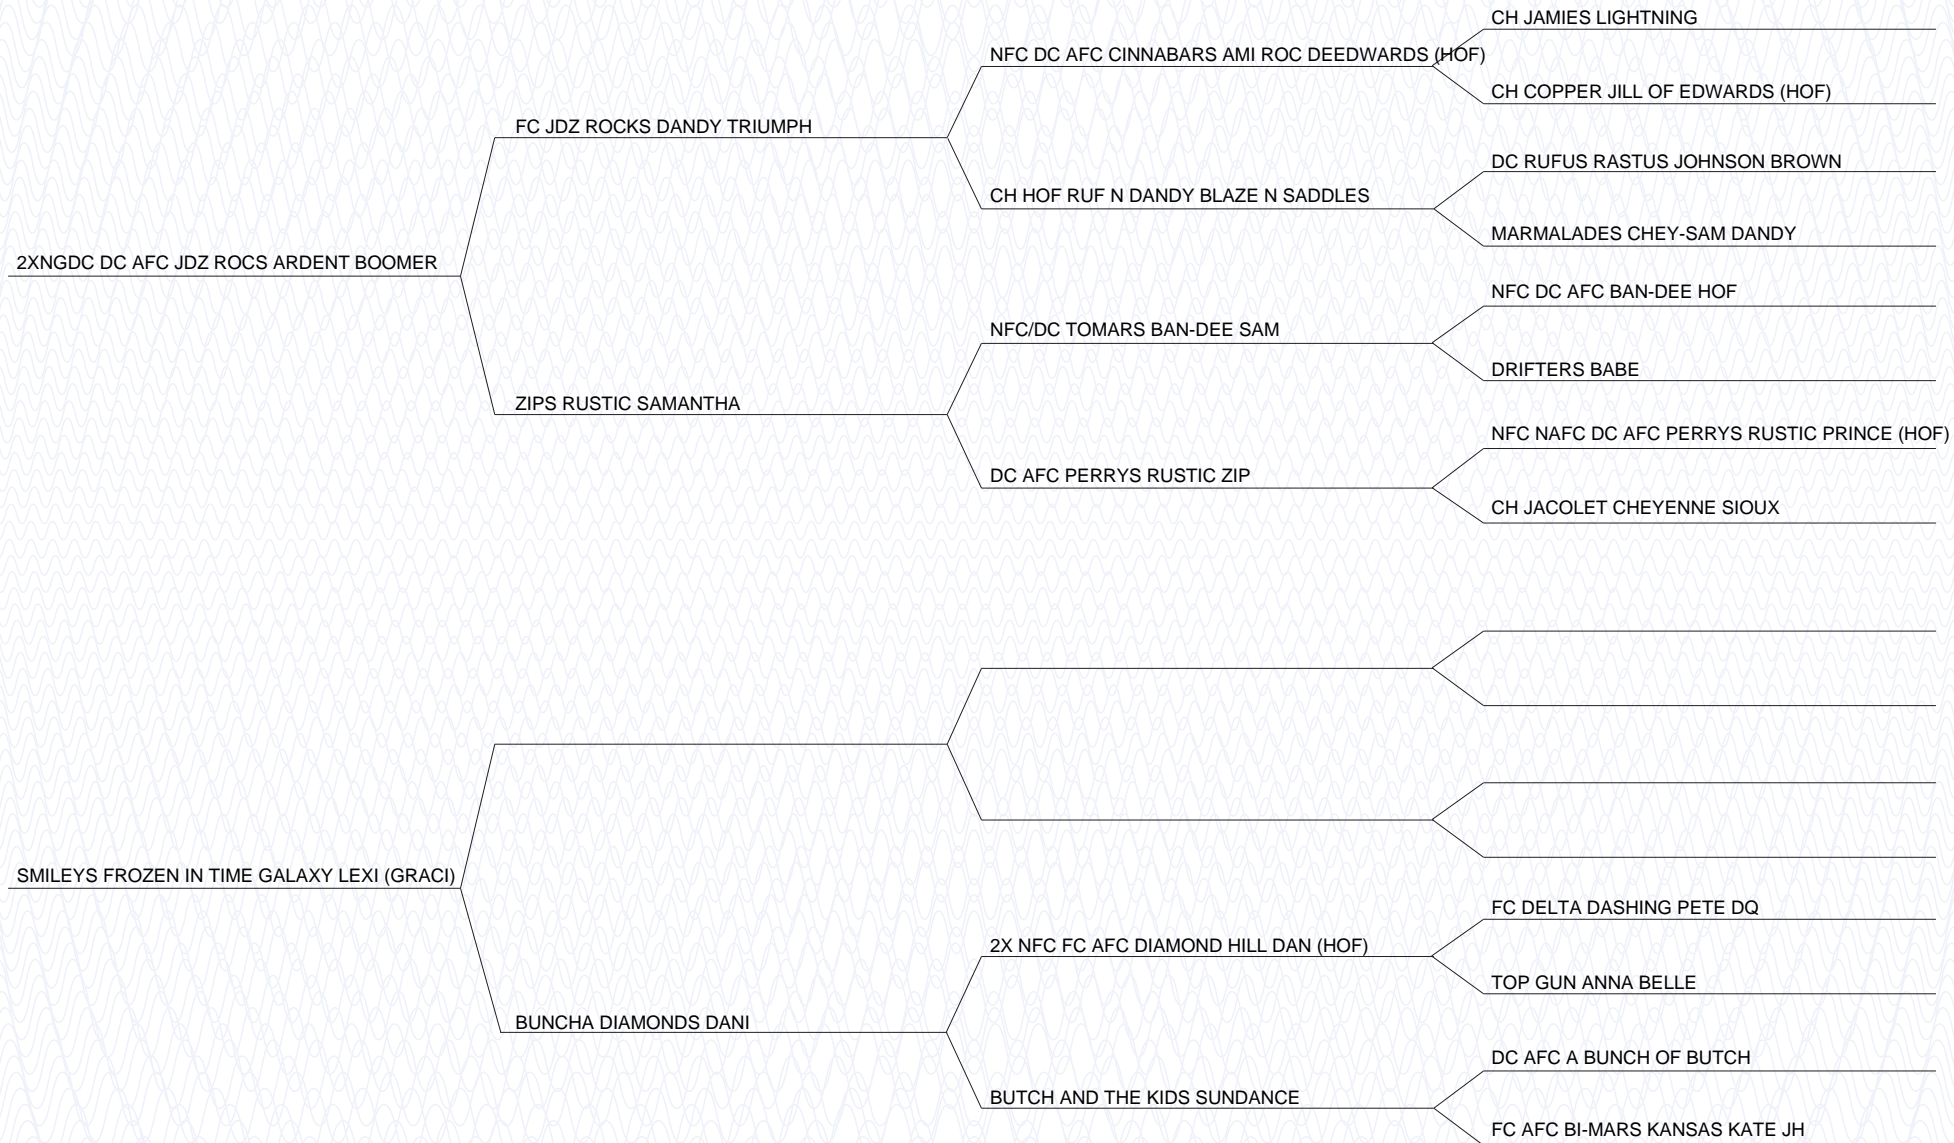 CH JAMIES LIGHTNING
NFC DC AFC CINNABARS AMI ROC DEEDWARDS (HOF)
CH COPPER JILL OF EDWARDS (HOF)
FC JDZ ROCKS DANDY TRIUMPH
DC RUFUS RASTUS JOHNSON BROWN
CH HOF RUF N DANDY BLAZE N SADDLES
MARMALADES CHEY-SAM DANDY
2XNGDC DC AFC JDZ ROCS ARDENT BOOMER
NFC DC AFC BAN-DEE HOF
NFC/DC TOMARS BAN-DEE SAM
DRIFTERS BABE
ZIPS RUSTIC SAMANTHA
NFC NAFC DC AFC PERRYS RUSTIC PRINCE (HOF)
DC AFC PERRYS RUSTIC ZIP
CH JACOLET CHEYENNE SIOUX
SMILEYS FROZEN IN TIME GALAXY LEXI (GRACI)
FC DELTA DASHING PETE DQ
2X NFC FC AFC DIAMOND HILL DAN (HOF)
TOP GUN ANNA BELLE
BUNCHA DIAMONDS DANI
DC AFC A BUNCH OF BUTCH
BUTCH AND THE KIDS SUNDANCE
FC AFC BI-MARS KANSAS KATE JH